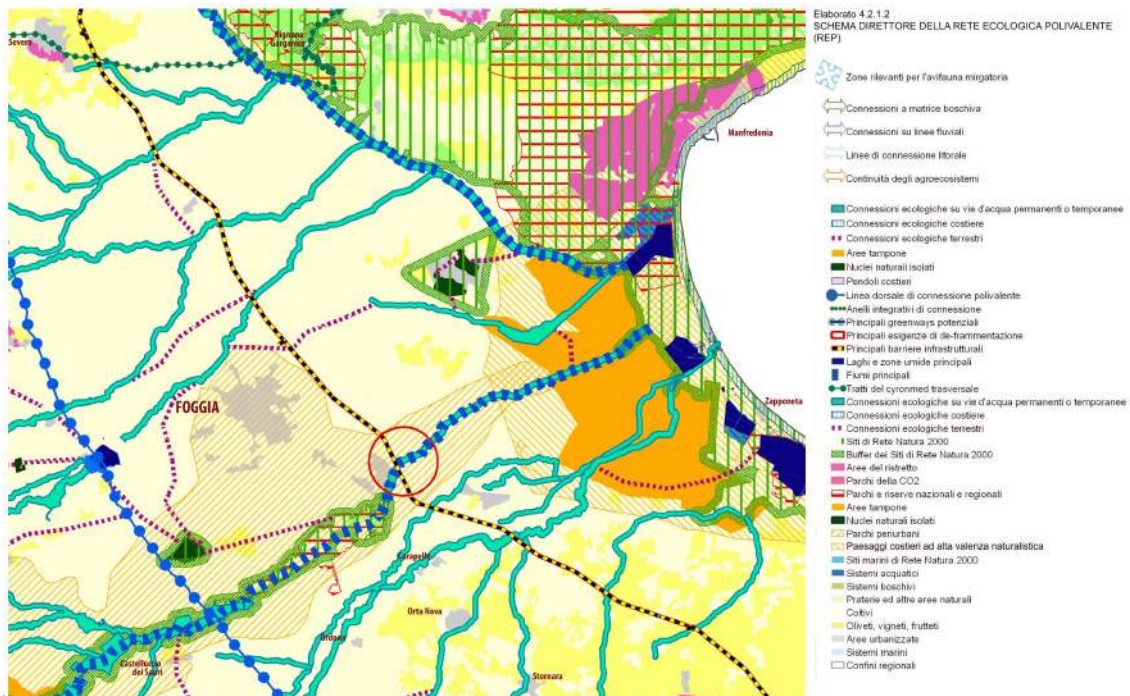 Severo
Rignano
Garganico
Manfredonia
FOGGIA
Zapponeta
Carapelle
Orta Nova
Ordona
Castelluccio
dei Sauri
Stornara
Elaborato 4.2.1.2
SCHEMA DIRETTORE DELLA RETE ECOLOGICA POLIVALENTE
(REP)
Zone rilevanti per l'avifauna mirgatoria
Connessioni a matrice boschiva
Connessioni su linee fluviali
Linee di connessione litorale
Continuità degli agroecosistemi
Connessioni ecologiche su vie d'acqua permanenti o temporanee
Connessioni ecologiche costiere
Connessioni ecologiche terrestri
Aree tampone
Nuclei naturali isolati
Pendoli costieri
Linea dorsale di connessione polivalente
Anelli integrativi di connessione
Principali greenways potenziali
Principali esigenze di de-frammentazione
Principali barriere infrastrutturali
Laghi e zone umide principali
Fiumi principali
Tratti del cyronmed trasversale
Connessioni ecologiche su vie d'acqua permanenti o temporanee
Connessioni ecologiche costiere
Connessioni ecologiche terrestri
Siti di Rete Natura 2000
Buffer dei Siti di Rete Natura 2000
Aree del ristretto
Parchi della CO2
Parchi e riserve nazionali e regionali
Aree tampone
Nuclei naturali isolati
Parchi periurbani
Paesaggi costieri ad alta valenza naturalistica
Siti marini di Rete Natura 2000
Sistemi acquatici
Sistemi boschivi
Praterie ed altre aree naturali
Coltivi
Oliveti, vigneti, frutteti
Aree urbanizzate
Sistemi marini
Confini regionali